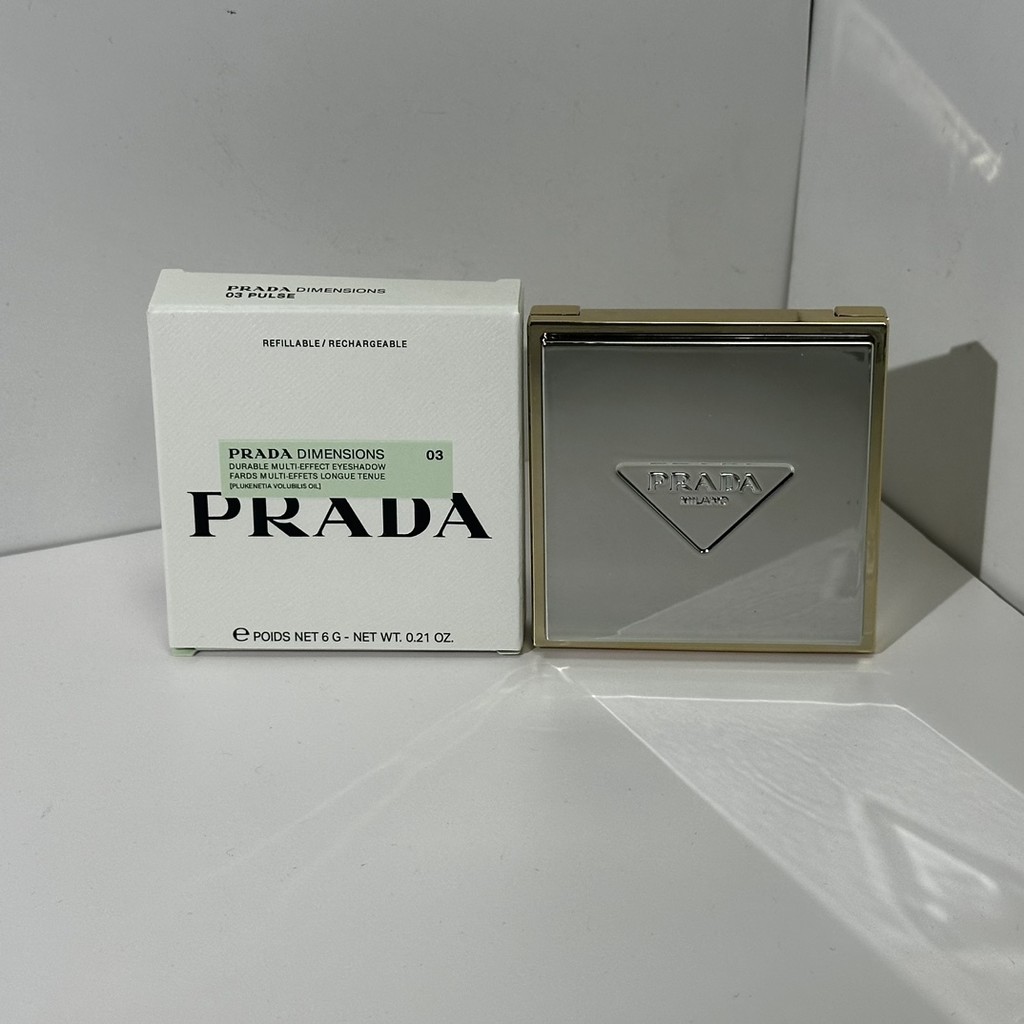 PRADA DIMENSIONS
03 PULSE
REFILLABLE / RECHARGEABLE
PRADA DIMENSIONS 03
DURABLE MULTI-EFFECT EYESHADOW
FARDS MULTI-EFFETS LONGUE TENUE
[PLUKENETIA VOLUBILIS OIL]
PRADA
℮ POIDS NET 6 G - NET WT. 0.21 OZ.
PRADA
MILANO